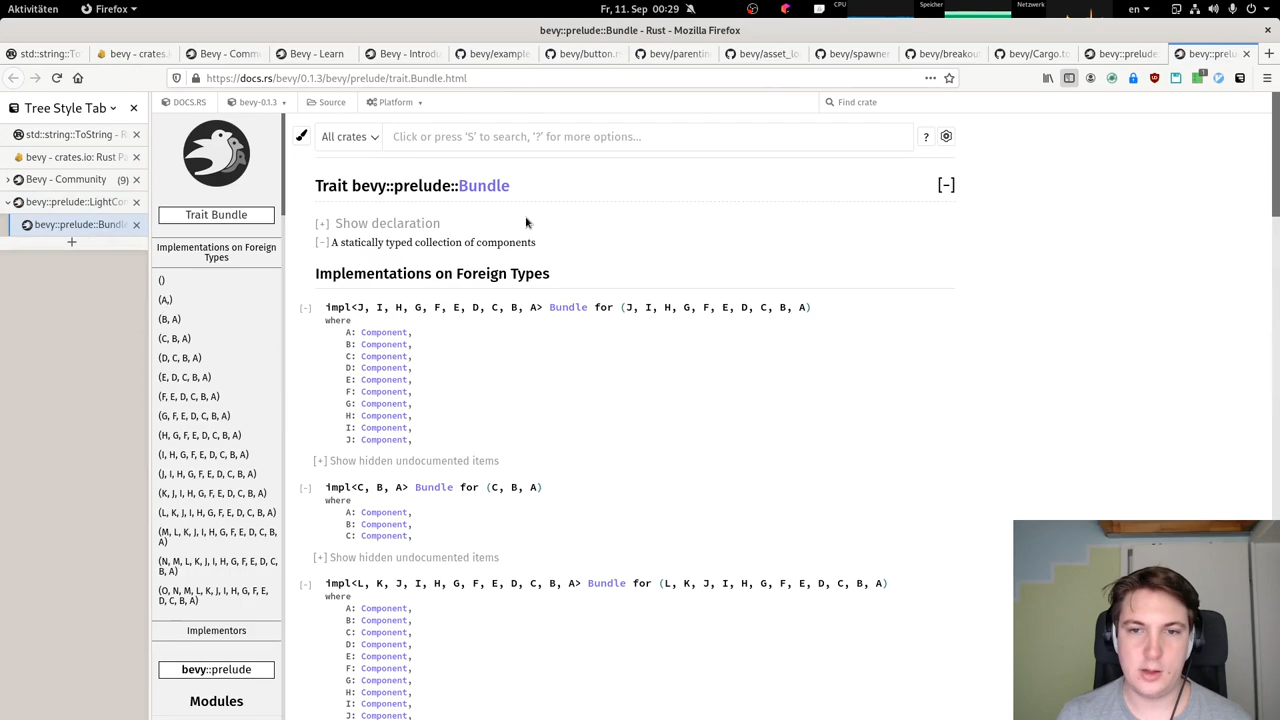 Aktivitäten
Firefox
Fr, 11. Sep 00:29
CPU
Speicher
Netzwerk
en
bevy::prelude::Bundle - Rust - Mozilla Firefox
std::string::To
bevy - crates.
Bevy - Commu
Bevy - Learn
Bevy - Introdu
bevy/example
bevy/button.r
bevy/parentin
bevy/asset_lo
bevy/spawner
bevy/breakou
bevy/Cargo.to
bevy::prelude
bevy::prelu
https://docs.rs/bevy/0.1.3/bevy/prelude/trait.Bundle.html
Tree Style Tab
std::string::ToString - R
bevy - crates.io: Rust Pa
Bevy - Community (9)
bevy::prelude::LightCo
bevy::prelude::Bundl
DOCS.RS
bevy-0.1.3
Source
Platform
Find crate
Trait Bundle
Implementations on Foreign
Types
()
(A,)
(B, A)
(C, B, A)
(D, C, B, A)
(E, D, C, B, A)
(F, E, D, C, B, A)
(G, F, E, D, C, B, A)
(H, G, F, E, D, C, B, A)
(I, H, G, F, E, D, C, B, A)
(J, I, H, G, F, E, D, C, B, A)
(K, J, I, H, G, F, E, D, C, B, A)
(L, K, J, I, H, G, F, E, D, C, B, A)
(M, L, K, J, I, H, G, F, E, D, C, B,
A)
(N, M, L, K, J, I, H, G, F, E, D, C,
B, A)
(O, N, M, L, K, J, I, H, G, F, E,
D, C, B, A)
Implementors
bevy::prelude
Modules
All crates
Click or press ‘S’ to search, ‘?’ for more options…
?
Trait bevy::prelude::Bundle
[-]
[+] Show declaration
[-] A statically typed collection of components
Implementations on Foreign Types
[-] impl<J, I, H, G, F, E, D, C, B, A> Bundle for (J, I, H, G, F, E, D, C, B, A)
where
A: Component,
B: Component,
C: Component,
D: Component,
E: Component,
F: Component,
G: Component,
H: Component,
I: Component,
J: Component,
[+] Show hidden undocumented items
[-] impl<C, B, A> Bundle for (C, B, A)
where
A: Component,
B: Component,
C: Component,
[+] Show hidden undocumented items
[-] impl<L, K, J, I, H, G, F, E, D, C, B, A> Bundle for (L, K, J, I, H, G, F, E, D, C, B, A)
where
A: Component,
B: Component,
C: Component,
D: Component,
E: Component,
F: Component,
G: Component,
H: Component,
I: Component,
J: Component,